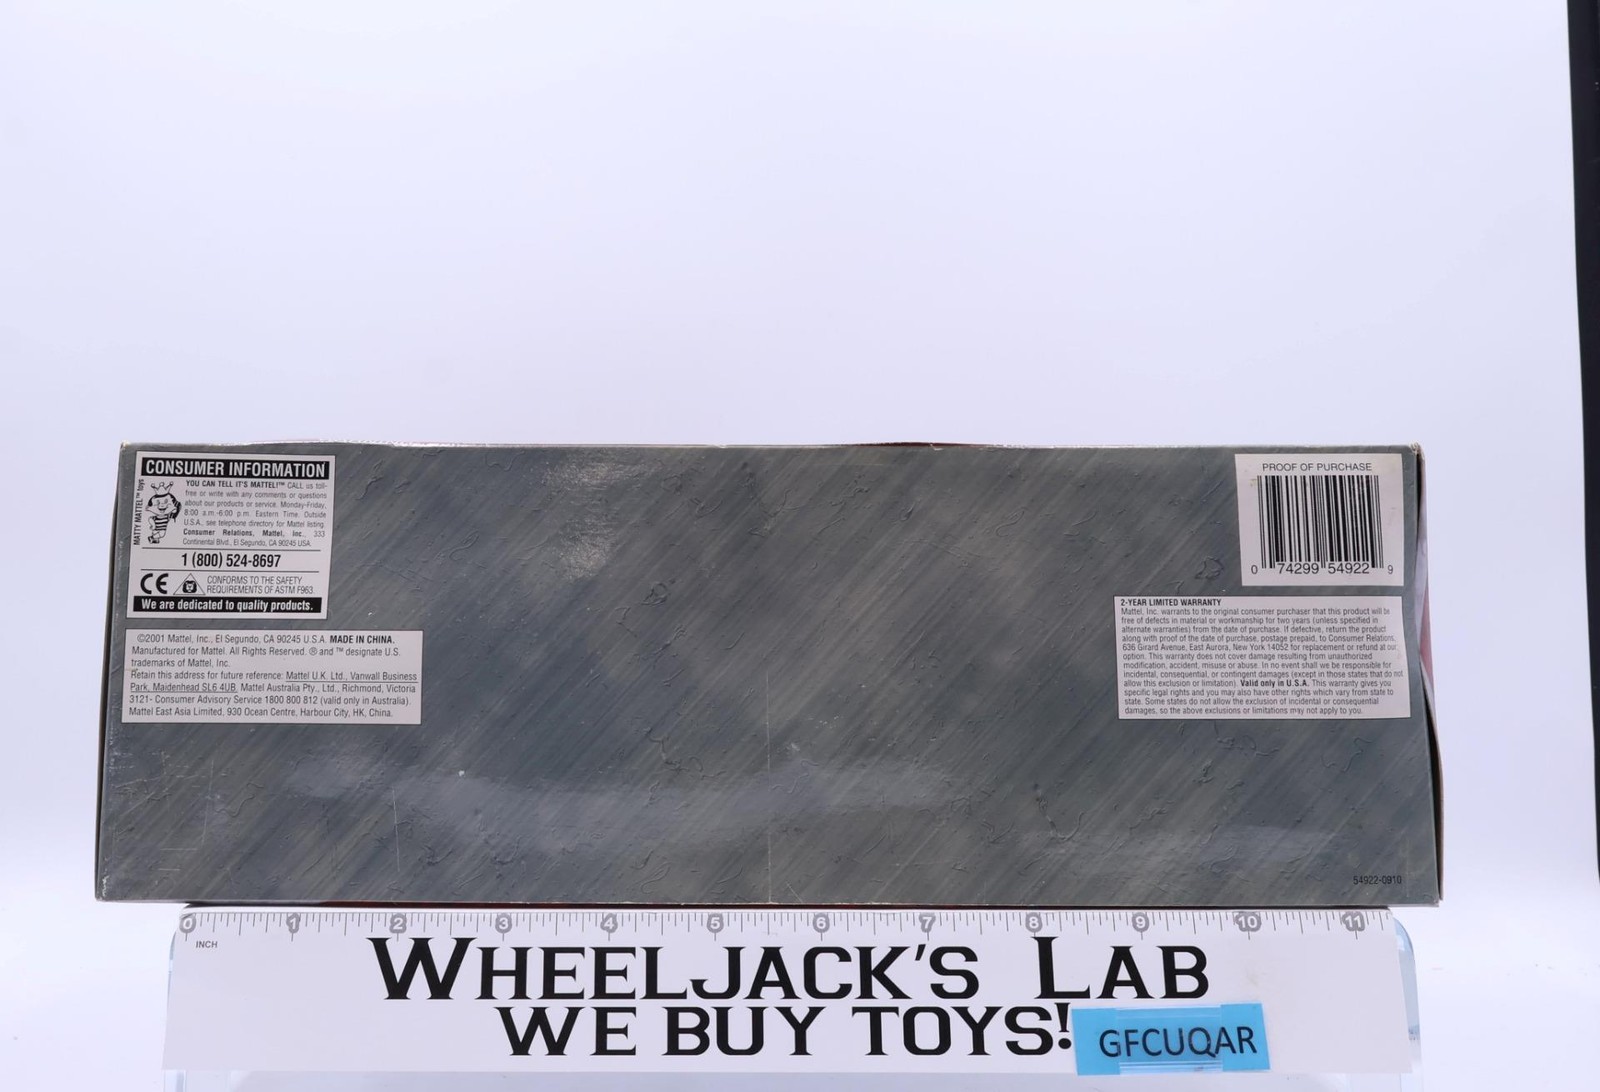 CONSUMER INFORMATION
MATTY MATTEL™ toys
YOU CAN TELL IT'S MATTEL!™ CALL us toll-
free or write with any comments or questions
about our products or service. Monday-Friday,
8:00 a.m.-6:00 p.m. Eastern Time. Outside
U.S.A., see telephone directory for Mattel listing.
Consumer Relations, Mattel, Inc., 333
Continental Blvd., El Segundo, CA 90245 USA.
1 (800) 524-8697
CE
CONFORMS TO THE SAFETY
REQUIREMENTS OF ASTM F963.
We are dedicated to quality products.
©2001 Mattel, Inc., El Segundo, CA 90245 U.S.A. MADE IN CHINA.
Manufactured for Mattel. All Rights Reserved. ® and ™ designate U.S.
trademarks of Mattel, Inc.
Retain this address for future reference: Mattel U.K. Ltd., Vanwall Business
Park, Maidenhead SL6 4UB. Mattel Australia Pty., Ltd., Richmond, Victoria
3121- Consumer Advisory Service 1800 800 812 (valid only in Australia).
Mattel East Asia Limited, 930 Ocean Centre, Harbour City, HK, China.
PROOF OF PURCHASE
0 74299 54922 9
2-YEAR LIMITED WARRANTY
Mattel, Inc. warrants to the original consumer purchaser that this product will be
free of defects in material or workmanship for two years (unless specified in
alternate warranties) from the date of purchase. If defective, return the product
along with proof of the date of purchase, postage prepaid, to Consumer Relations,
636 Girard Avenue, East Aurora, New York 14052 for replacement or refund at our
option. This warranty does not cover damage resulting from unauthorized
modification, accident, misuse or abuse. In no event shall we be responsible for
incidental, consequential, or contingent damages (except in those states that do not
allow this exclusion or limitation). Valid only in U.S.A. This warranty gives you
specific legal rights and you may also have other rights which vary from state to
state. Some states do not allow the exclusion of incidental or consequential
damages, so the above exclusions or limitations may not apply to you.
54922-0910
0 1 2 3 4 5 6 7 8 9 10 11
INCH
WHEELJACK'S LAB
WE BUY TOYS!
GFCUQAR